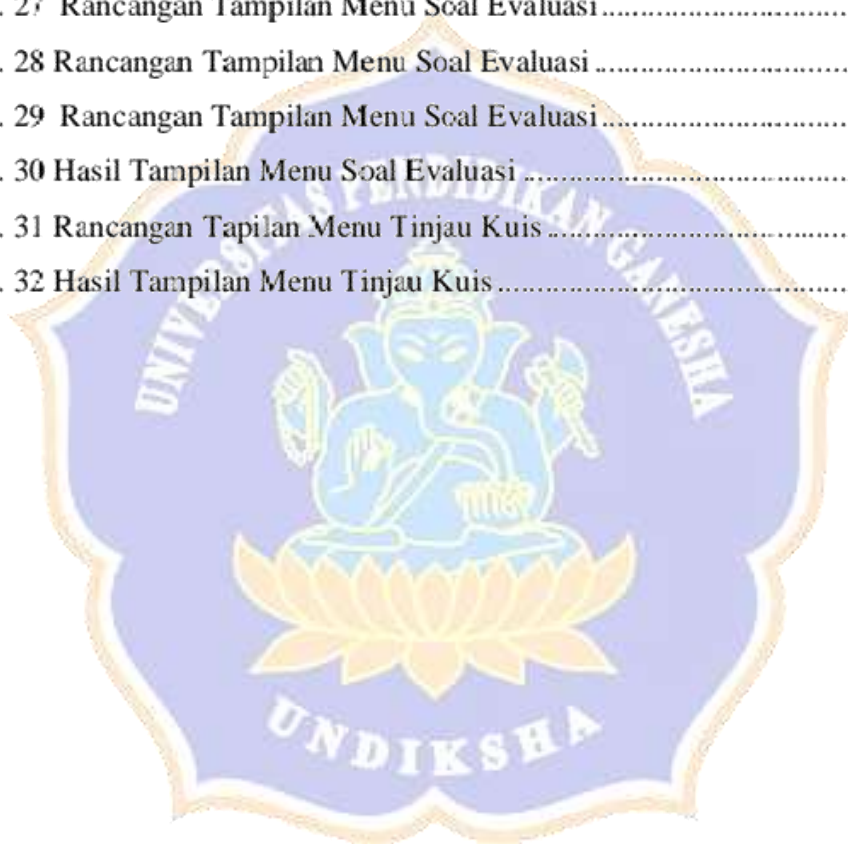 . 27 Rancangan Tampilan Menu Soal Evaluasi..............................
. 28 Rancangan Tampilan Menu Soal Evaluasi ..............................
. 29 Rancangan Tampilan Menu Soal Evaluasi..............................
. 30 Hasil Tampilan Menu Soal Evaluasi ........................................
. 31 Rancangan Tapilan Menu Tinjau Kuis .....................................
. 32 Hasil Tampilan Menu Tinjau Kuis............................................
UNIVERSITAS PENDIDIKAN GANESHA
UNDIKSHA